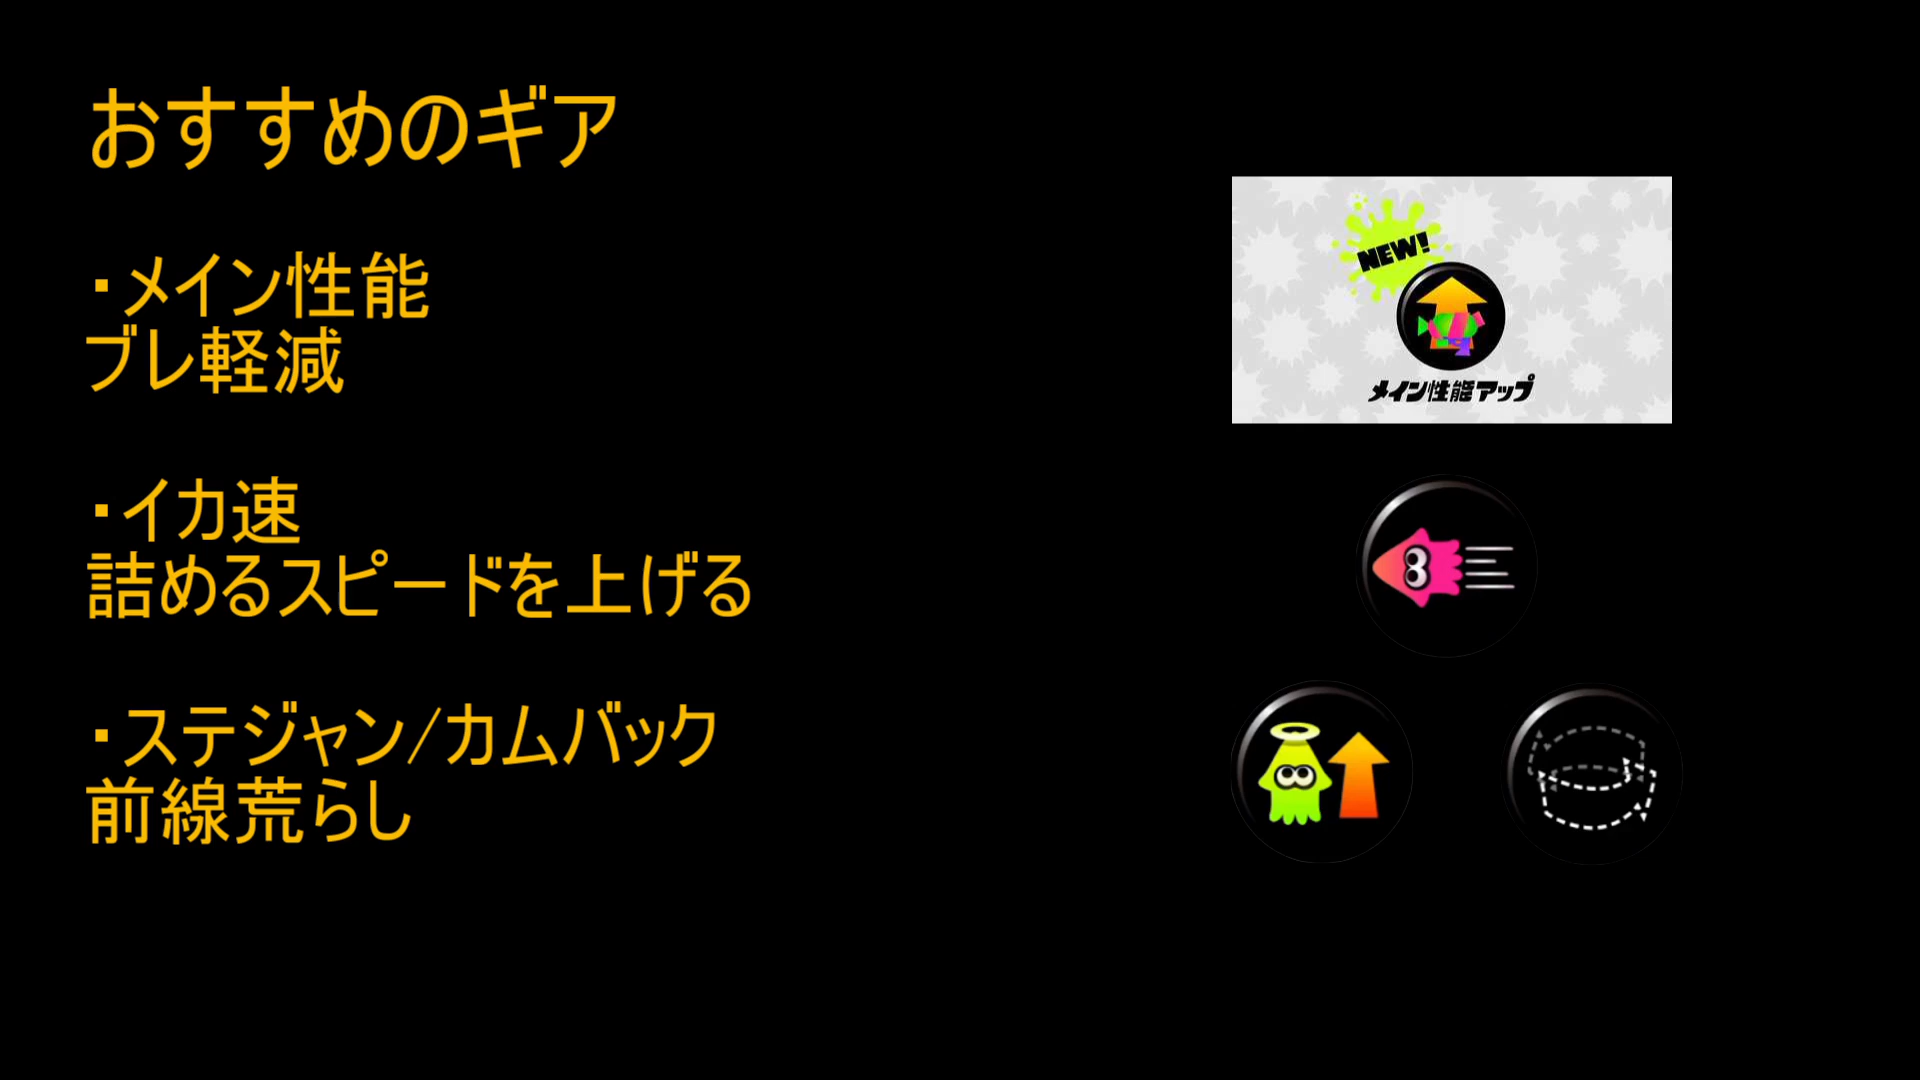 おすすめのギア
・メイン性能
ブレ軽減
・イカ速
詰めるスピードを上げる
・ステジャン/カムバック
前線荒らし
NEW!
メイン性能アップ